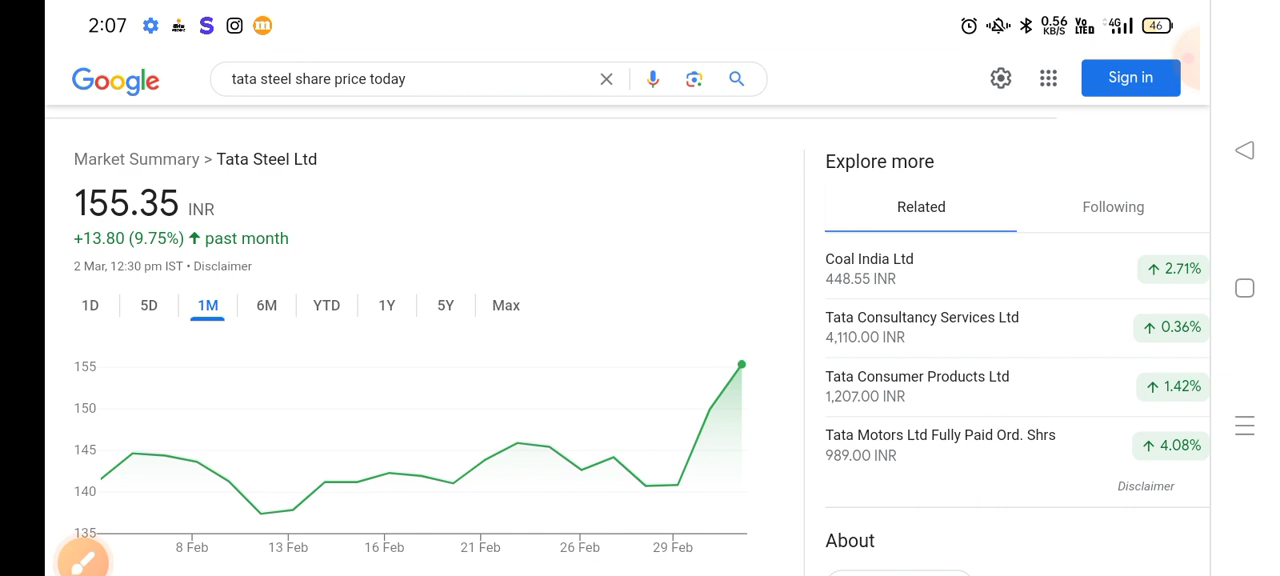 2:07
0.56 KB/S
Vo LTED
4G
46
Google
tata steel share price today
Sign in
Market Summary > Tata Steel Ltd
155.35 INR
+13.80 (9.75%) ↑ past month
2 Mar, 12:30 pm IST • Disclaimer
1D 5D 1M 6M YTD 1Y 5Y Max
155
150
145
140
135
8 Feb 13 Feb 16 Feb 21 Feb 26 Feb 29 Feb
Explore more
Related Following
Coal India Ltd
448.55 INR
↑ 2.71%
Tata Consultancy Services Ltd
4,110.00 INR
↑ 0.36%
Tata Consumer Products Ltd
1,207.00 INR
↑ 1.42%
Tata Motors Ltd Fully Paid Ord. Shrs
989.00 INR
↑ 4.08%
Disclaimer
About